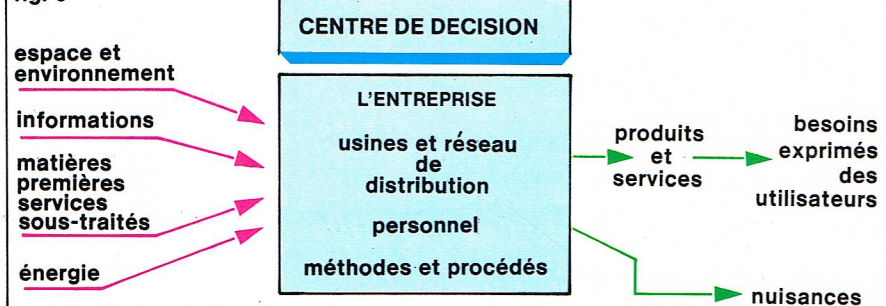 CENTRE DE DECISION
espace et
environnement
informations
matières
premières
services
sous-traités
énergie
L'ENTREPRISE
usines et réseau
de
distribution
personnel
méthodes et procédés
produits
et
services
besoins
exprimés
des
utilisateurs
nuisances